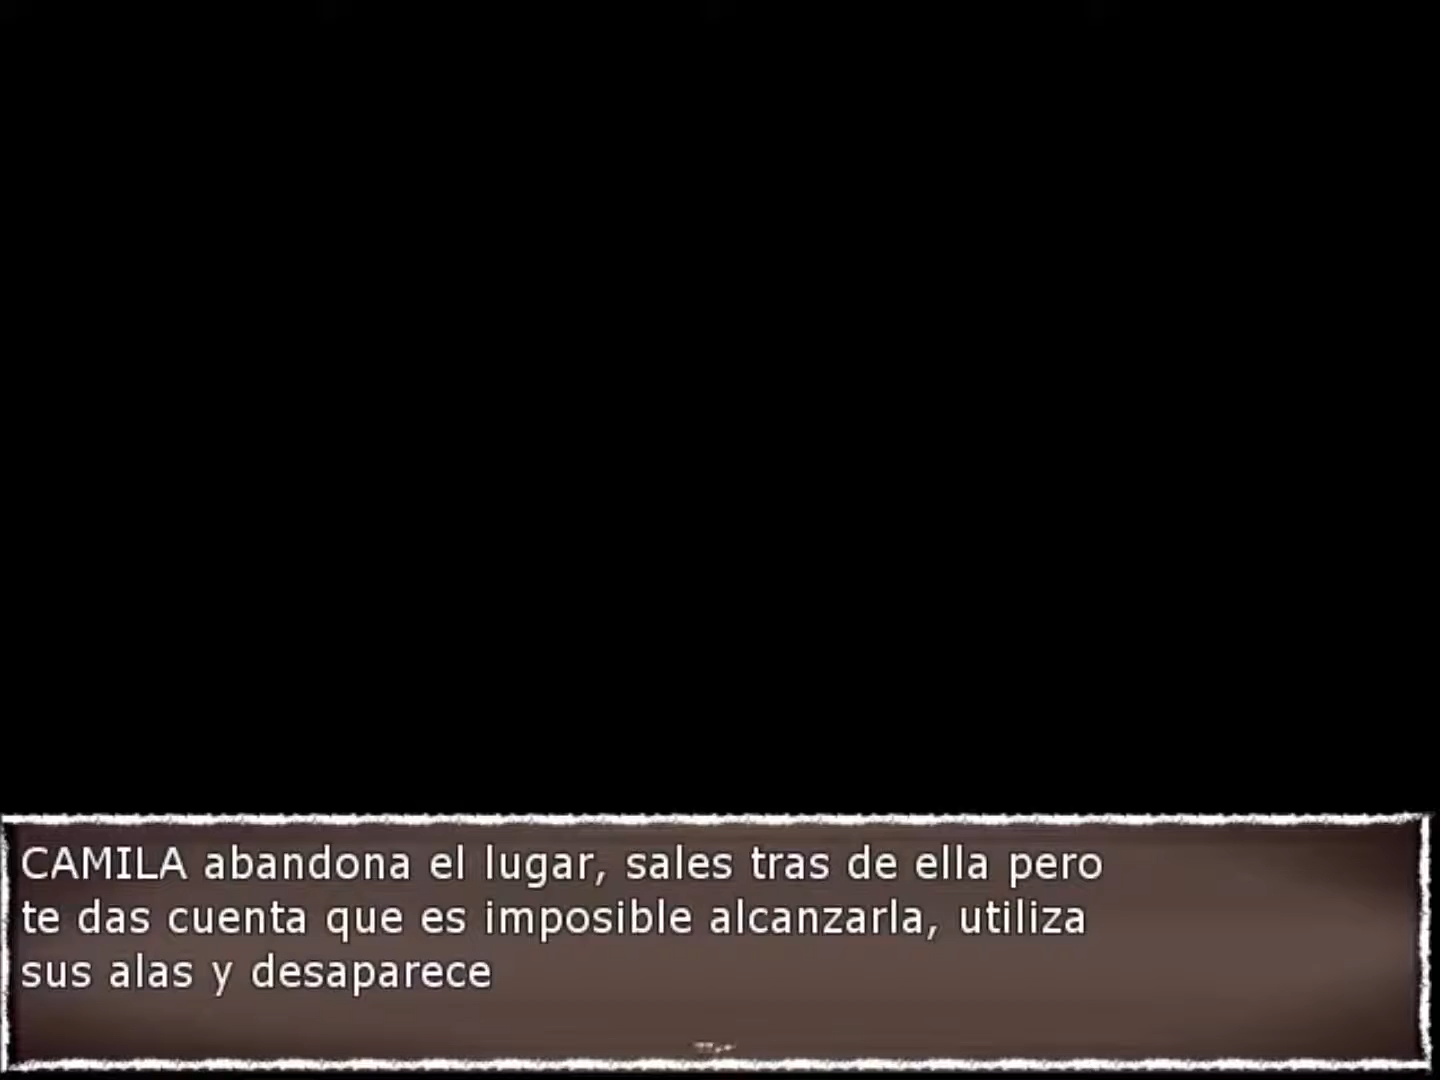 CAMILA abandona el lugar, sales tras de ella pero
te das cuenta que es imposible alcanzarla, utiliza
sus alas y desaparece